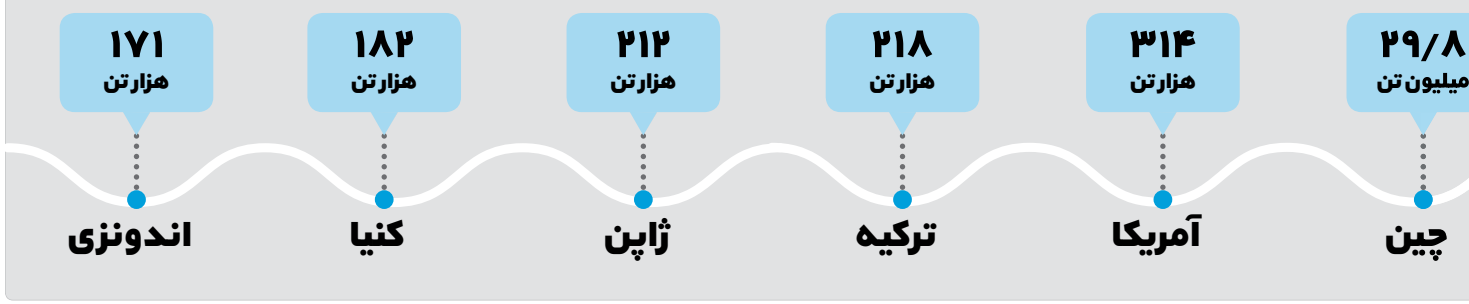 ۲۹/۸
میلیون تن
چین
۳۱۴
هزار تن
آمریکا
۲۱۸
هزار تن
ترکیه
۲۱۲
هزار تن
ژاپن
۱۸۲
هزار تن
کنیا
۱۷۱
هزار تن
اندونزی